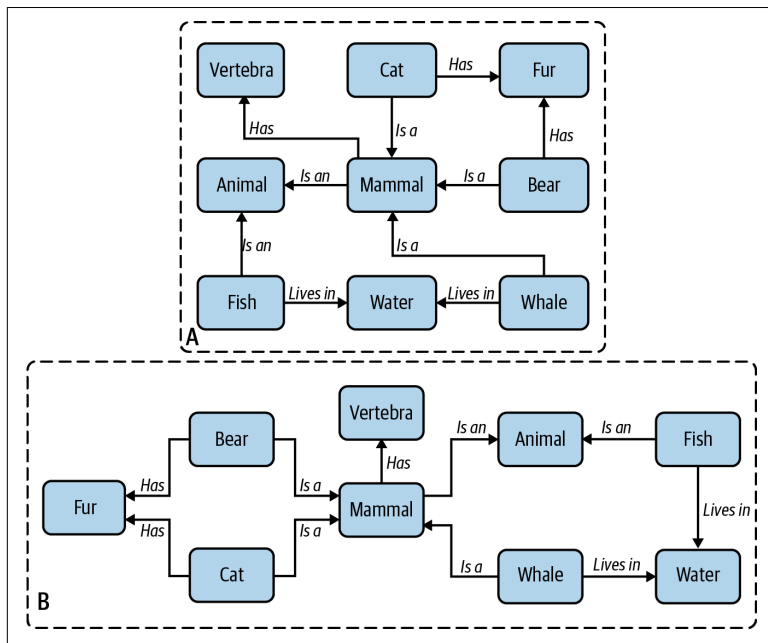 Vertebra
Cat
Has
Fur
Has
Is a
Has
Animal
Is an
Mammal
Is a
Bear
Is an
Is a
Fish
Lives in
Water
Lives in
Whale
A
Vertebra
Bear
Is an
Animal
Is an
Fish
Has
Has
Is a
Fur
Mammal
Lives in
Has
Is a
Is a
Cat
Whale
Lives in
Water
B